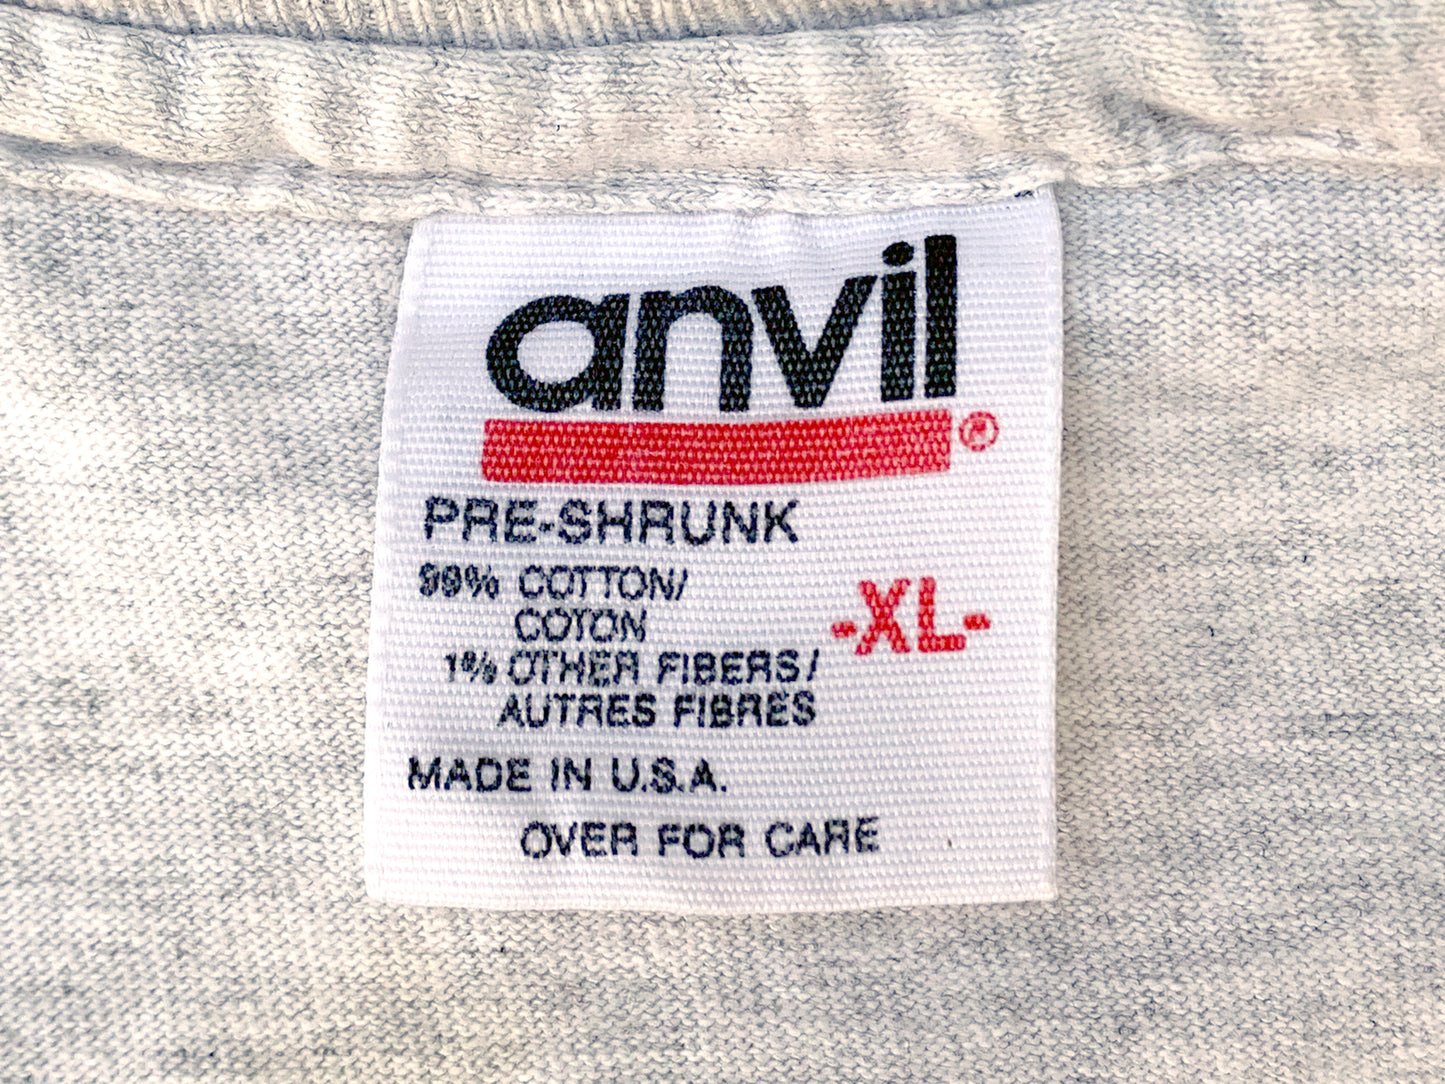 anvil
®
PRE-SHRUNK
99% COTTON/
COTON
-XL-
1% OTHER FIBERS/
AUTRES FIBRES
MADE IN U.S.A.
OVER FOR CARE